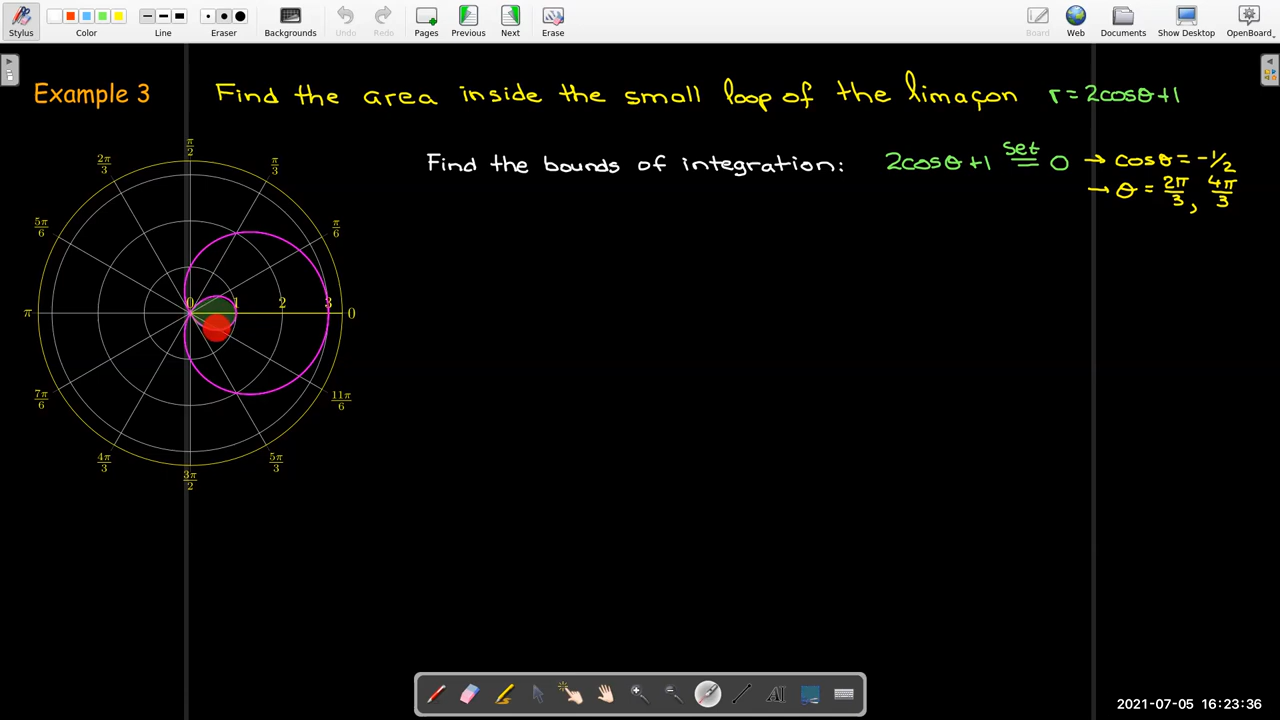 Stylus Color Line Eraser Backgrounds Undo Redo Pages Previous Next Erase Board Web Documents Show Desktop OpenBoard
Example 3 Find the area inside the small loop of the limaçon r = 2cosθ+1
Find the bounds of integration: 2cosθ+1 set= 0 → cosθ = -1/2
→ θ = 2π/3, 4π/3
π/2
2π/3 π/3
5π/6 π/6
0 1 2 3
π 0
7π/6 11π/6
4π/3 5π/3
3π/2
AI
2021-07-05 16:23:36